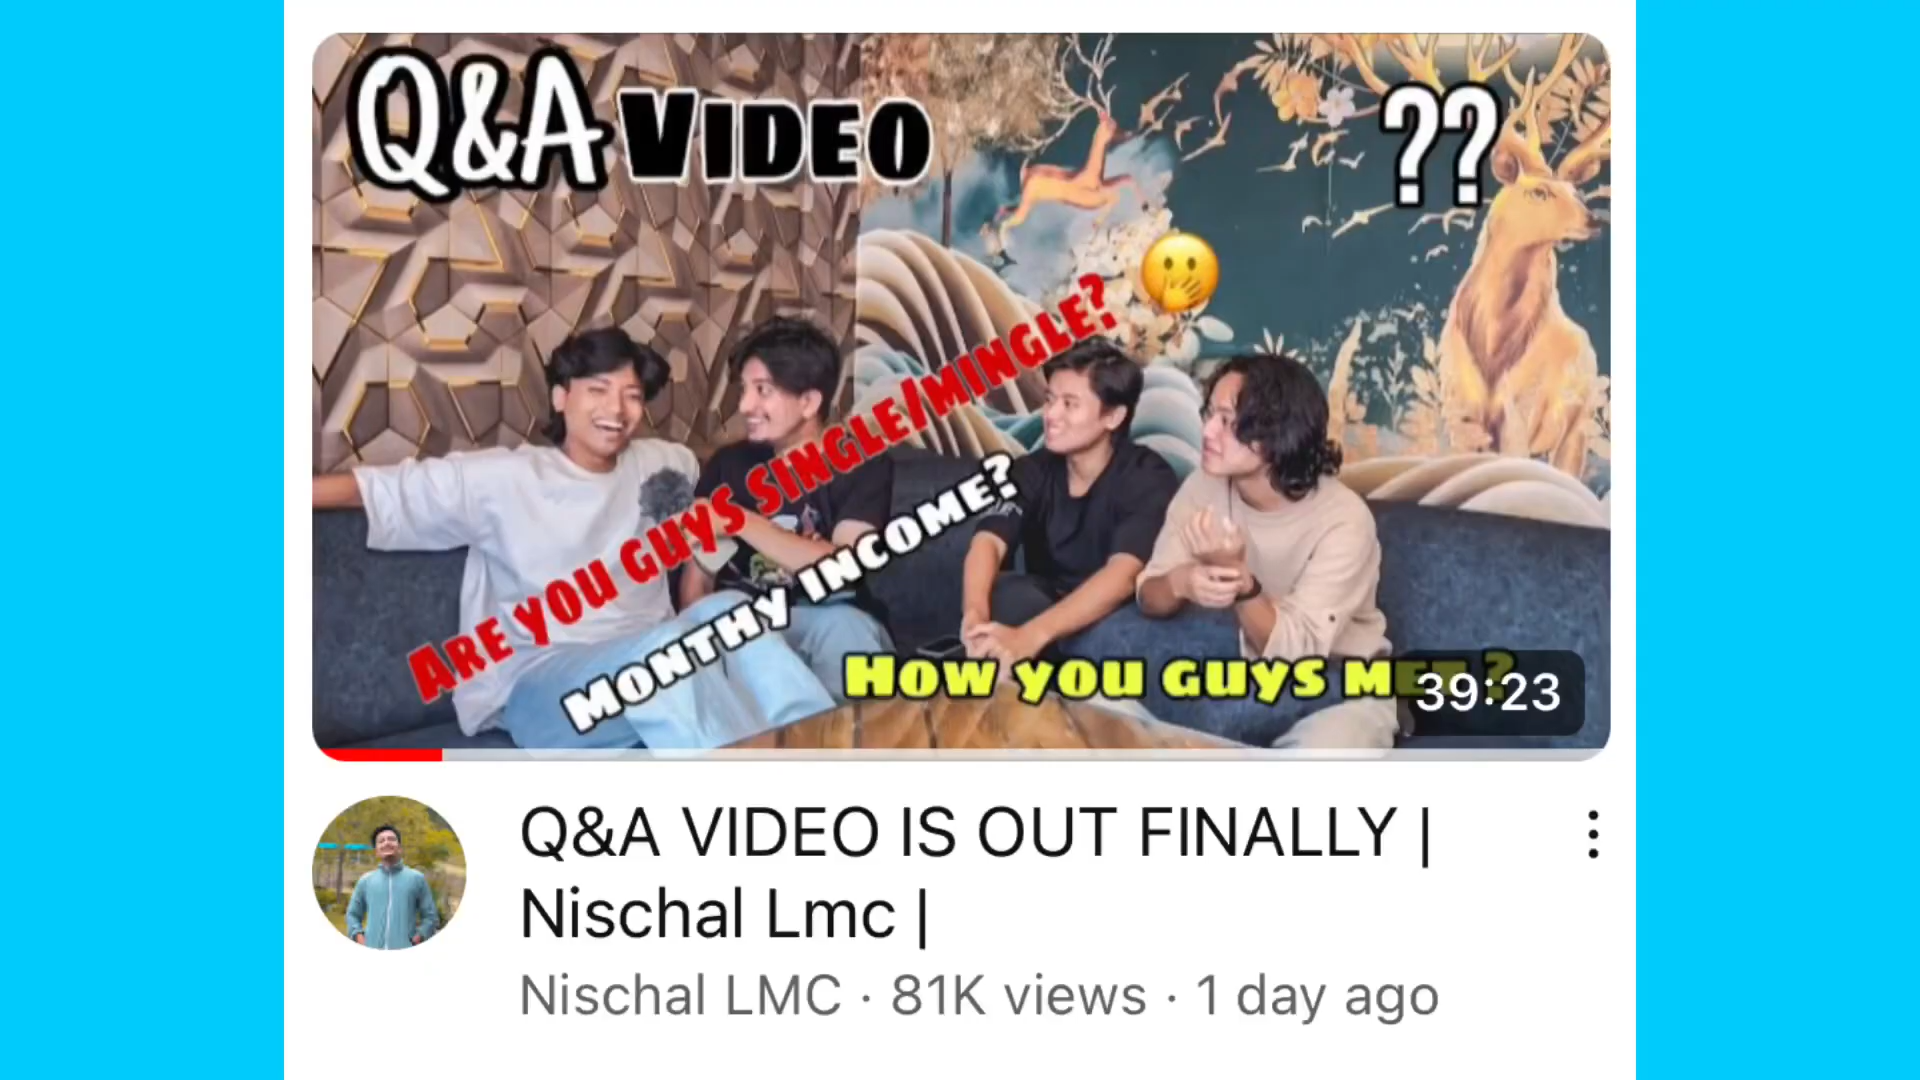 Q&A VIDEO
??
ARE YOU GUYS SINGLE/MINGLE?
MONTHY INCOME?
HOW YOU GUYS MET ?
39:23
Q&A VIDEO IS OUT FINALLY |
Nischal Lmc |
Nischal LMC · 81K views · 1 day ago